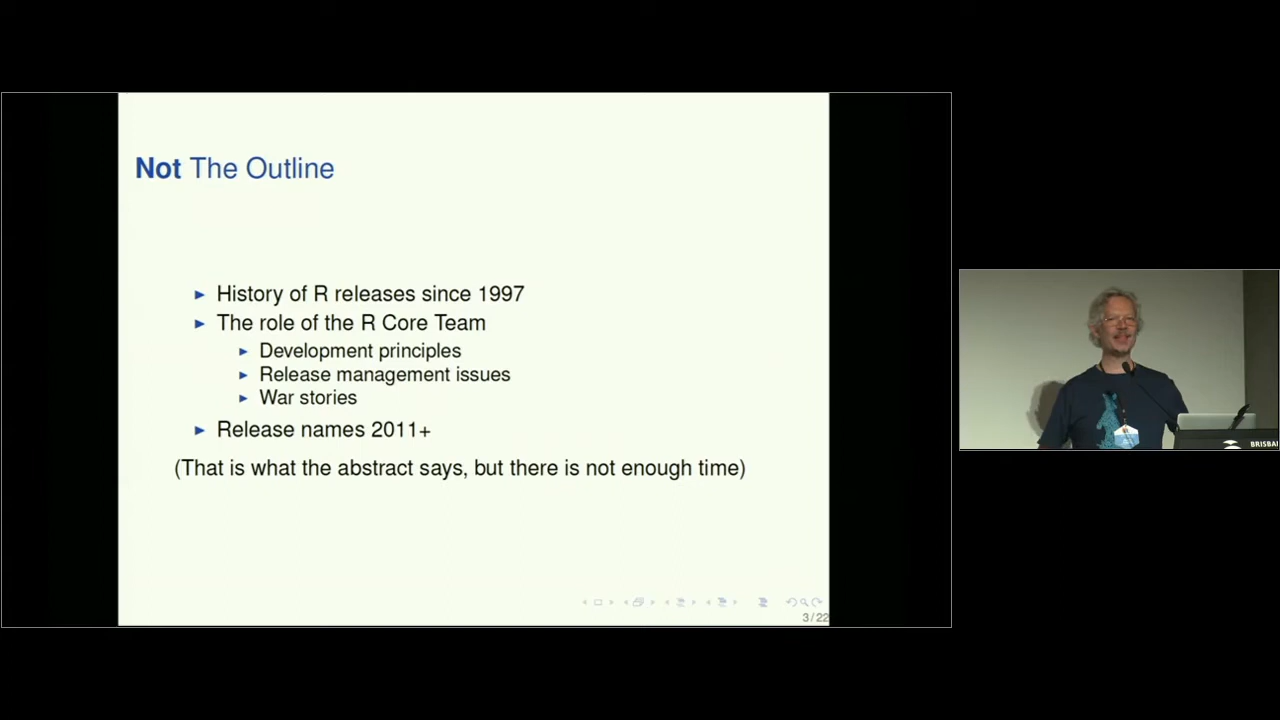 Not The Outline
History of R releases since 1997
The role of the R Core Team
Development principles
Release management issues
War stories
Release names 2011+
(That is what the abstract says, but there is not enough time)
3/22
BRISBA